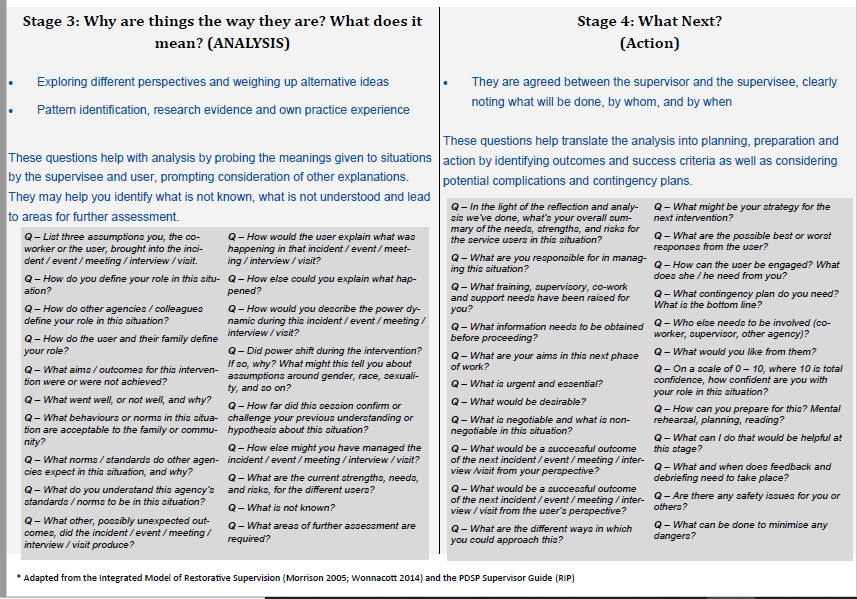 Stage 3: Why are things the way they are? What does it
mean? (ANALYSIS)
• Exploring different perspectives and weighing up alternative ideas
• Pattern identification, research evidence and own practice experience
These questions help with analysis by probing the meanings given to situations
by the supervisee and user, prompting consideration of other explanations.
They may help you identify what is not known, what is not understood and lead
to areas for further assessment.
Q – List three assumptions you, the co-
worker or the user, brought into the inci-
dent / event / meeting / interview / visit.
Q – How do you define your role in this situ-
ation?
Q – How do other agencies / colleagues
define your role in this situation?
Q – How do the user and their family define
your role?
Q – What aims / outcomes for this interven-
tion were or were not achieved?
Q – What went well, or not well, and why?
Q – What behaviours or norms in this situa-
tion are acceptable to the family or commu-
nity?
Q – What norms / standards do other agen-
cies expect in this situation, and why?
Q – What do you understand this agency's
standards / norms to be in this situation?
Q – What other, possibly unexpected out-
comes, did the incident / event / meeting /
interview / visit produce?
Q – How would the user explain what was
happening in that incident / event / meet-
ing / interview / visit?
Q – How else could you explain what hap-
pened?
Q – How would you describe the power dy-
namic during this incident / event / meeting /
interview / visit?
Q – Did power shift during the intervention?
If so, why? What might this tell you about
assumptions around gender, race, sexuali-
ty, and so on?
Q – How far did this session confirm or
challenge your previous understanding or
hypothesis about this situation?
Q – How else might you have managed the
incident / event / meeting / interview / visit?
Q – What are the current strengths, needs,
and risks, for the different users?
Q – What is not known?
Q – What areas of further assessment are
required?
Stage 4: What Next?
(Action)
• They are agreed between the supervisor and the supervisee, clearly
noting what will be done, by whom, and by when
These questions help translate the analysis into planning, preparation and
action by identifying outcomes and success criteria as well as considering
potential complications and contingency plans.
Q – In the light of the reflection and analy-
sis we've done, what's your overall sum-
mary of the needs, strengths, and risks for
the service users in this situation?
Q – What are you responsible for in manag-
ing this situation?
Q – What training, supervisory, co-work
and support needs have been raised for
you?
Q – What information needs to be obtained
before proceeding?
Q – What are your aims in this next phase
of work?
Q – What is urgent and essential?
Q – What would be desirable?
Q – What is negotiable and what is non-
negotiable in this situation?
Q – What would be a successful outcome
of the next incident / event / meeting / inter-
view /visit from your perspective?
Q – What would be a successful outcome
of the next incident / event / meeting / inter-
view / visit from the user's perspective?
Q – What are the different ways in which
you could approach this?
Q – What might be your strategy for the
next intervention?
Q – What are the possible best or worst
responses from the user?
Q – How can the user be engaged? What
does she / he need from you?
Q – What contingency plan do you need?
What is the bottom line?
Q – Who else needs to be involved (co-
worker, supervisor, other agency)?
Q – What would you like from them?
Q – On a scale of 0 – 10, where 10 is total
confidence, how confident are you with
your role in this situation?
Q – How can you prepare for this? Mental
rehearsal, planning, reading?
Q – What can I do that would be helpful at
this stage?
Q – What and when does feedback and
debriefing need to take place?
Q – Are there any safety issues for you or
others?
Q – What can be done to minimise any
dangers?
* Adapted from the Integrated Model of Restorative Supervision (Morrison 2005; Wonnacott 2014) and the PDSP Supervisor Guide (RIP)